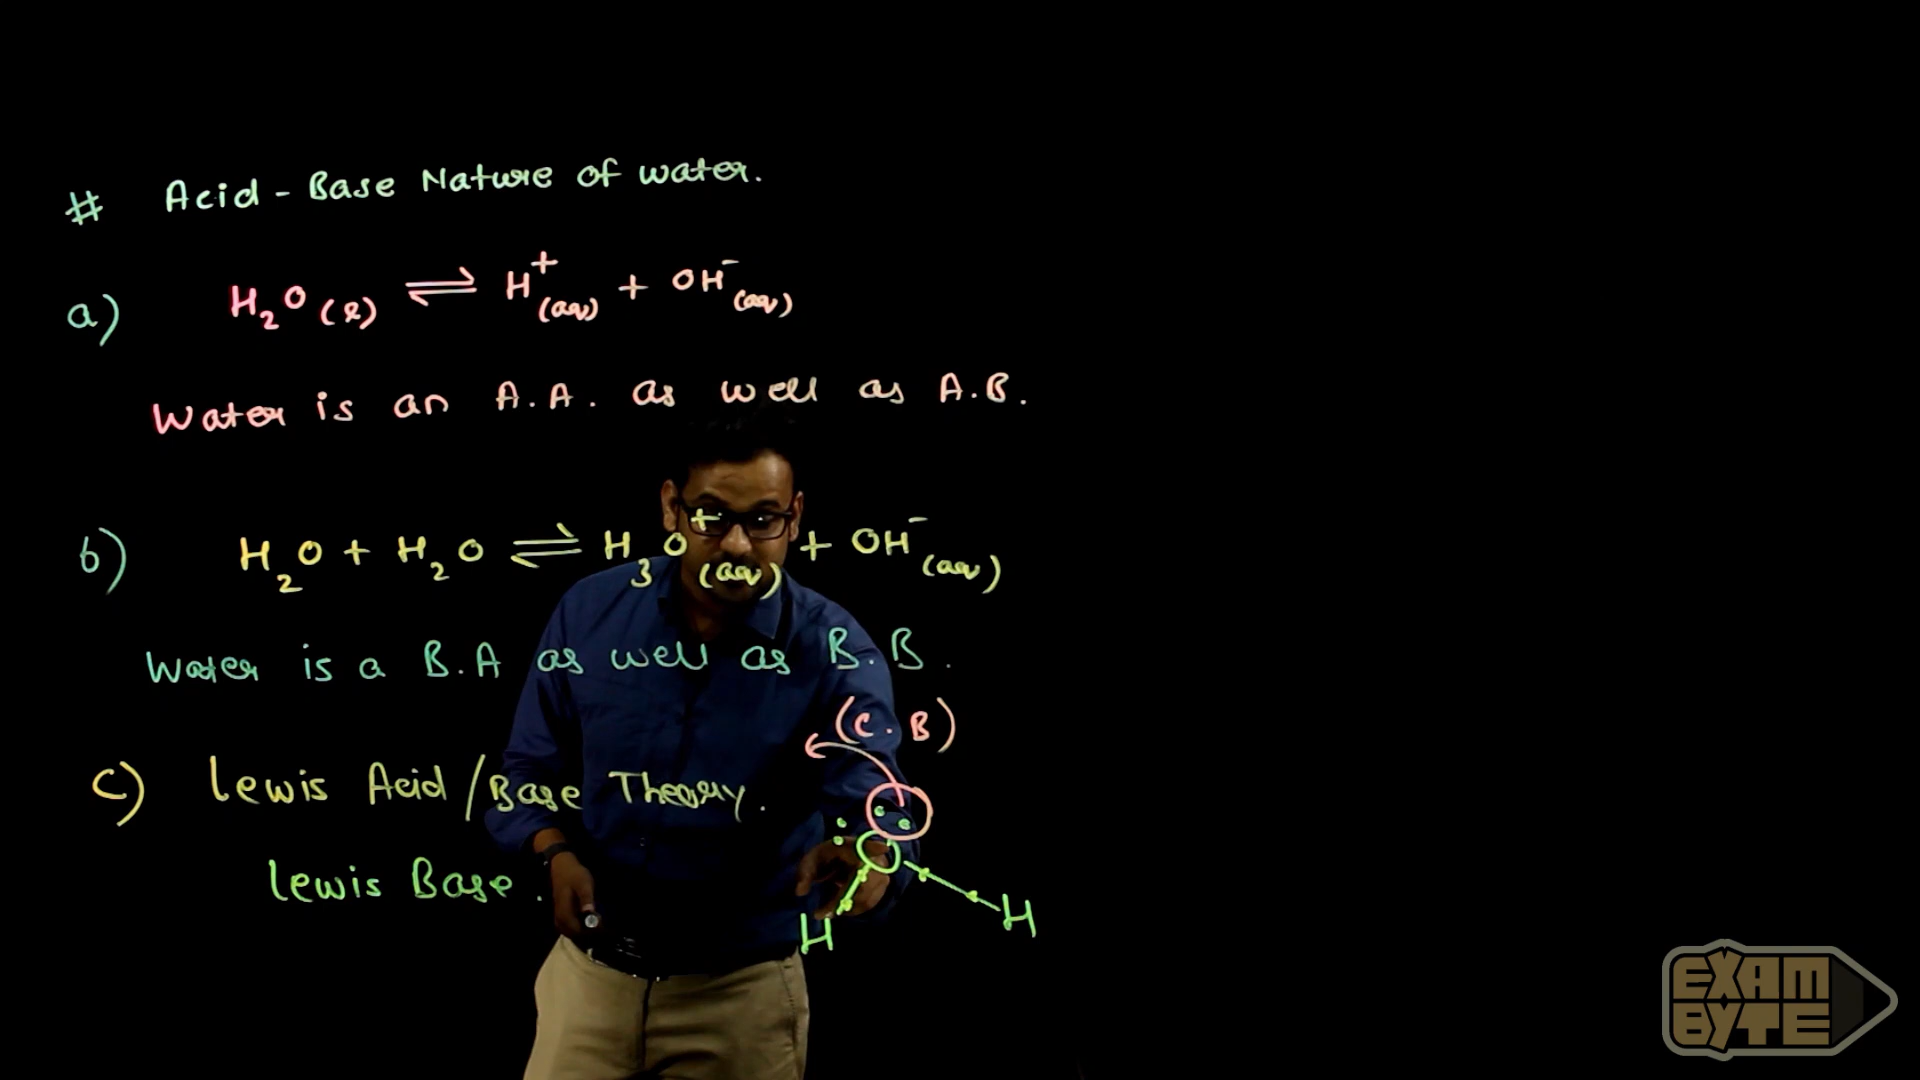 # Acid - Base Nature of water.
a) H₂O (l) ⇌ H⁺(aq) + OH⁻(aq)
Water is an A.A. as well as A.B.
b) H₂O + H₂O ⇌ H₃O⁺(aq) + OH⁻(aq)
Water is a B.A as well as B.B.
(C.B)
c) Lewis Acid/Base Theory.
Lewis Base.
O
H
H
EXAM
BYTE